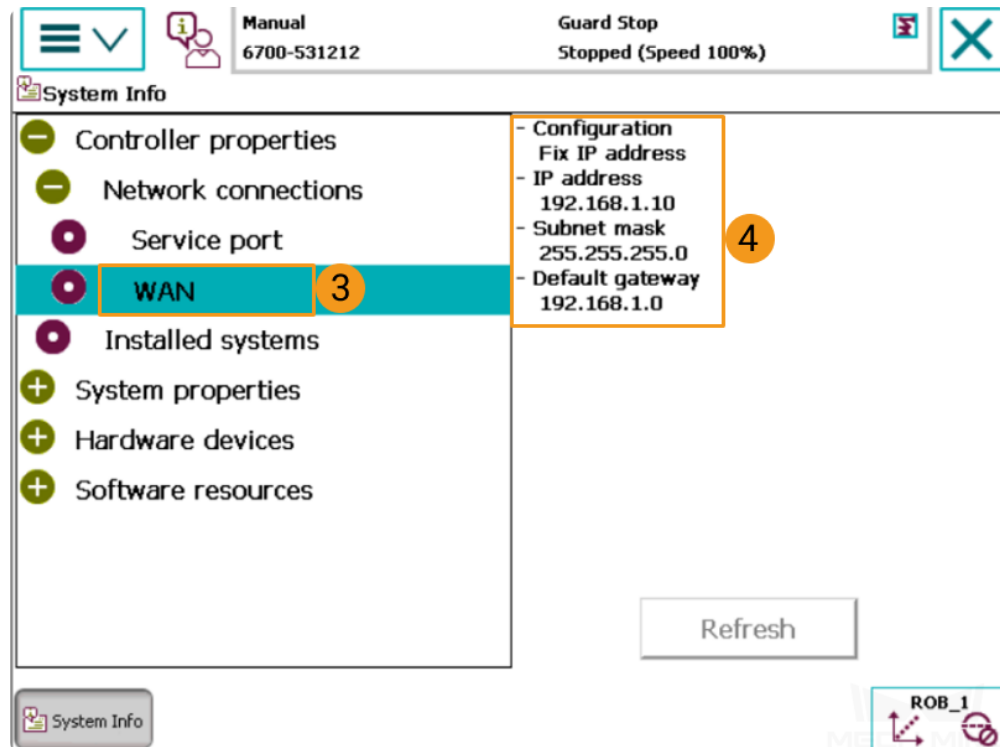 Manual
6700-531212
Guard Stop
Stopped (Speed 100%)
System Info
Controller properties
Network connections
Service port
WAN
3
Installed systems
System properties
Hardware devices
Software resources
- Configuration
Fix IP address
- IP address
192.168.1.10
- Subnet mask
255.255.255.0
- Default gateway
192.168.1.0
4
Refresh
System Info
ROB_1